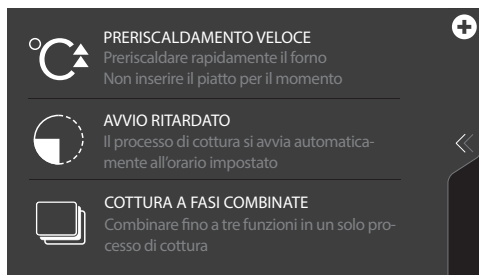 PRERISCALDAMENTO VELOCE
Preriscaldare rapidamente il forno
Non inserire il piatto per il momento
AVVIO RITARDATO
Il processo di cottura si avvia automatica-
mente all'orario impostato
COTTURA A FASI COMBINATE
Combinare fino a tre funzioni in un solo pro-
cesso di cottura